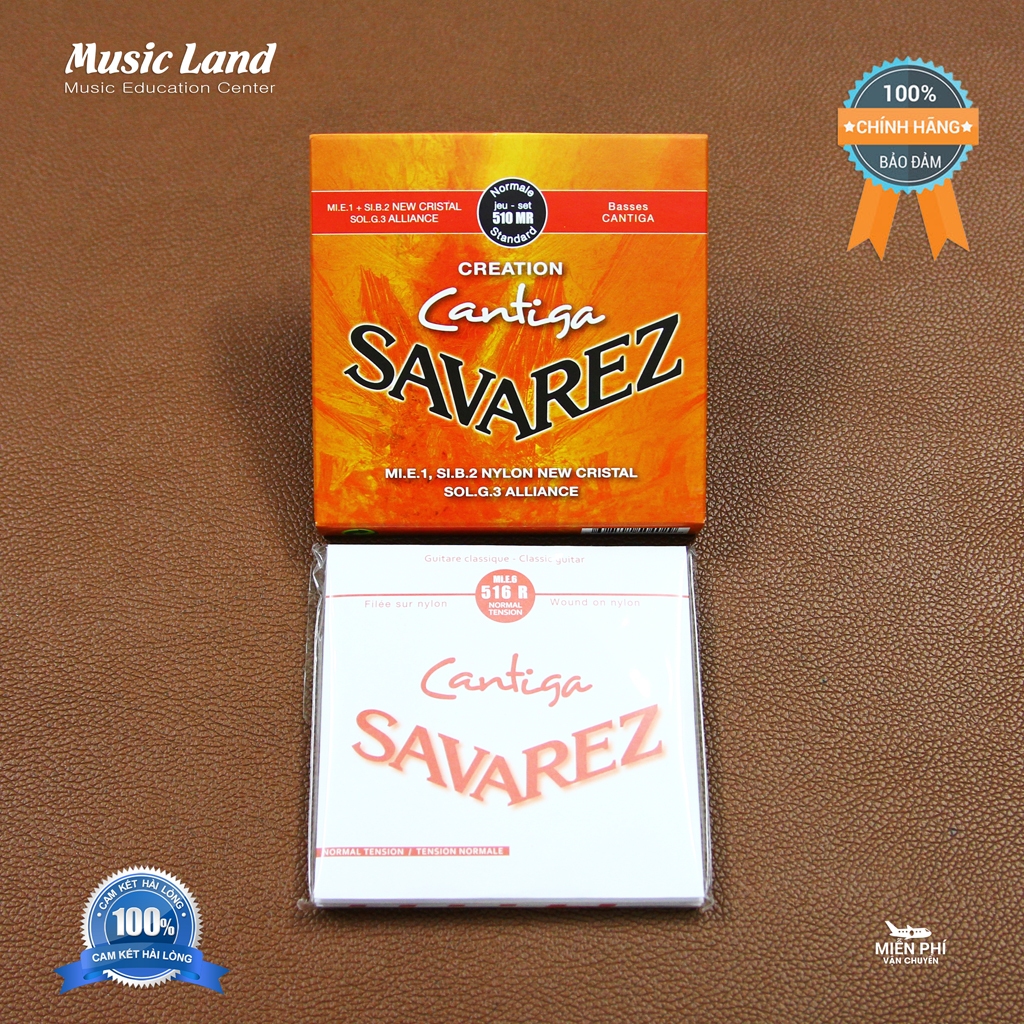 Music Land
Music Education Center
100%
CHÍNH HÃNG
BẢO ĐẢM
MI.E.1 + SI.B.2 NEW CRISTAL
SOL.G.3 ALLIANCE
Normale
jeu - set
510 MR
Standard
Basses
CANTIGA
CREATION
Cantiga
SAVAREZ
MI.E.1, SI.B.2 NYLON NEW CRISTAL
SOL.G.3 ALLIANCE
Guitare classique - Classic guitar
MI.E.6
516 R
NORMAL
TENSION
Filée sur nylon
Wound on nylon
Cantiga
SAVAREZ
NORMAL TENSION / TENSION NORMALE
CAM KẾT HÀI LÒNG
100%
CAM KẾT HÀI LÒNG
MIỄN PHÍ
VẬN CHUYỂN